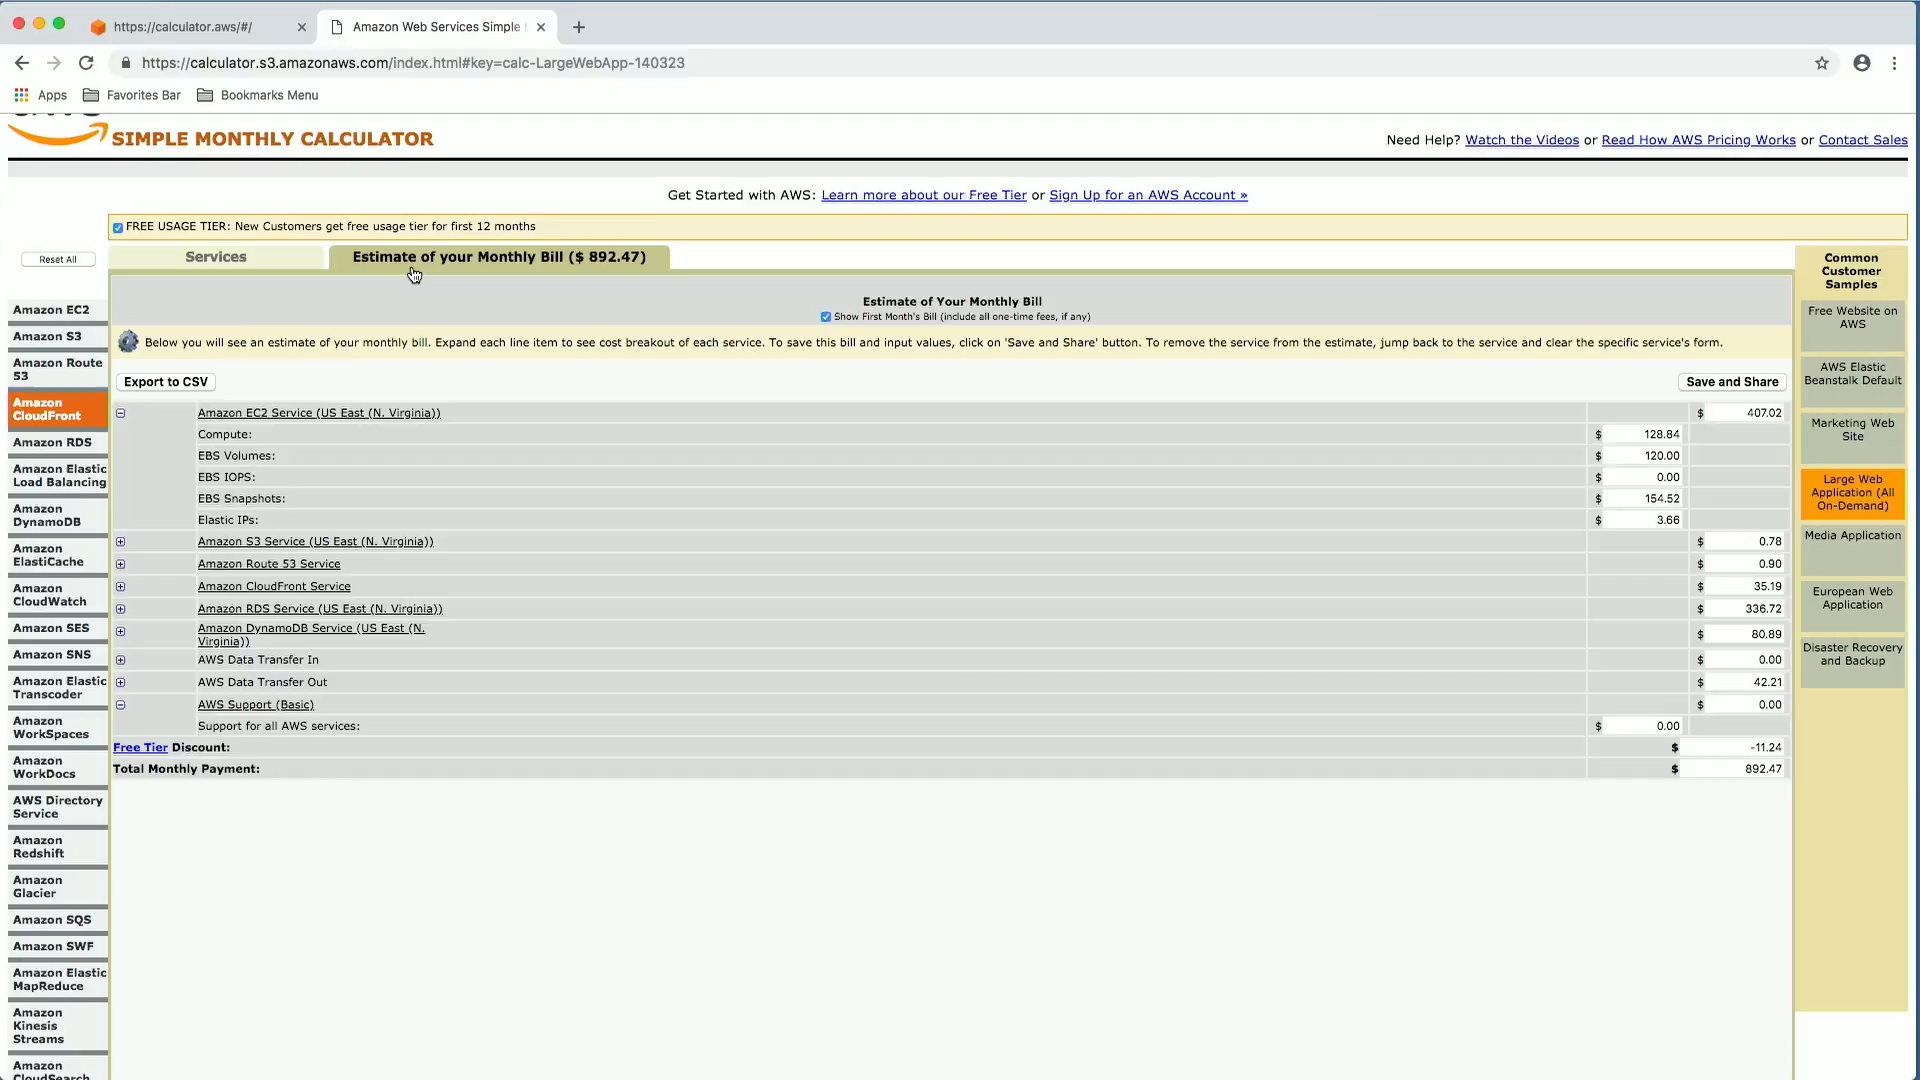 https://calculator.aws/#/
Amazon Web Services Simple
https://calculator.s3.amazonaws.com/index.html#key=calc-LargeWebApp-140323
Apps
Favorites Bar
Bookmarks Menu
SIMPLE MONTHLY CALCULATOR
Need Help? Watch the Videos or Read How AWS Pricing Works or Contact Sales
Get Started with AWS: Learn more about our Free Tier or Sign Up for an AWS Account »
FREE USAGE TIER: New Customers get free usage tier for first 12 months
Reset All
Services
Estimate of your Monthly Bill ($ 892.47)
Estimate of Your Monthly Bill
Show First Month's Bill (include all one-time fees, if any)
Below you will see an estimate of your monthly bill. Expand each line item to see cost breakout of each service. To save this bill and input values, click on 'Save and Share' button. To remove the service from the estimate, jump back to the service and clear the specific service's form.
Export to CSV
Save and Share
Amazon EC2 Service (US East (N. Virginia)) $ 407.02
Compute: $ 128.84
EBS Volumes: $ 120.00
EBS IOPS: $ 0.00
EBS Snapshots: $ 154.52
Elastic IPs: $ 3.66
Amazon S3 Service (US East (N. Virginia)) $ 0.78
Amazon Route 53 Service $ 0.90
Amazon CloudFront Service $ 35.19
Amazon RDS Service (US East (N. Virginia)) $ 336.72
Amazon DynamoDB Service (US East (N.
Virginia)) $ 80.89
AWS Data Transfer In $ 0.00
AWS Data Transfer Out $ 42.21
AWS Support (Basic) $ 0.00
Support for all AWS services: $ 0.00
Free Tier Discount: $ -11.24
Total Monthly Payment: $ 892.47
Amazon EC2
Amazon S3
Amazon Route
53
Amazon
CloudFront
Amazon RDS
Amazon Elastic
Load Balancing
Amazon
DynamoDB
Amazon
ElastiCache
Amazon
CloudWatch
Amazon SES
Amazon SNS
Amazon Elastic
Transcoder
Amazon
WorkSpaces
Amazon
WorkDocs
AWS Directory
Service
Amazon
Redshift
Amazon
Glacier
Amazon SQS
Amazon SWF
Amazon Elastic
MapReduce
Amazon
Kinesis
Streams
Amazon
CloudSearch
Common
Customer
Samples
Free Website on
AWS
AWS Elastic
Beanstalk Default
Marketing Web
Site
Large Web
Application (All
On-Demand)
Media Application
European Web
Application
Disaster Recovery
and Backup